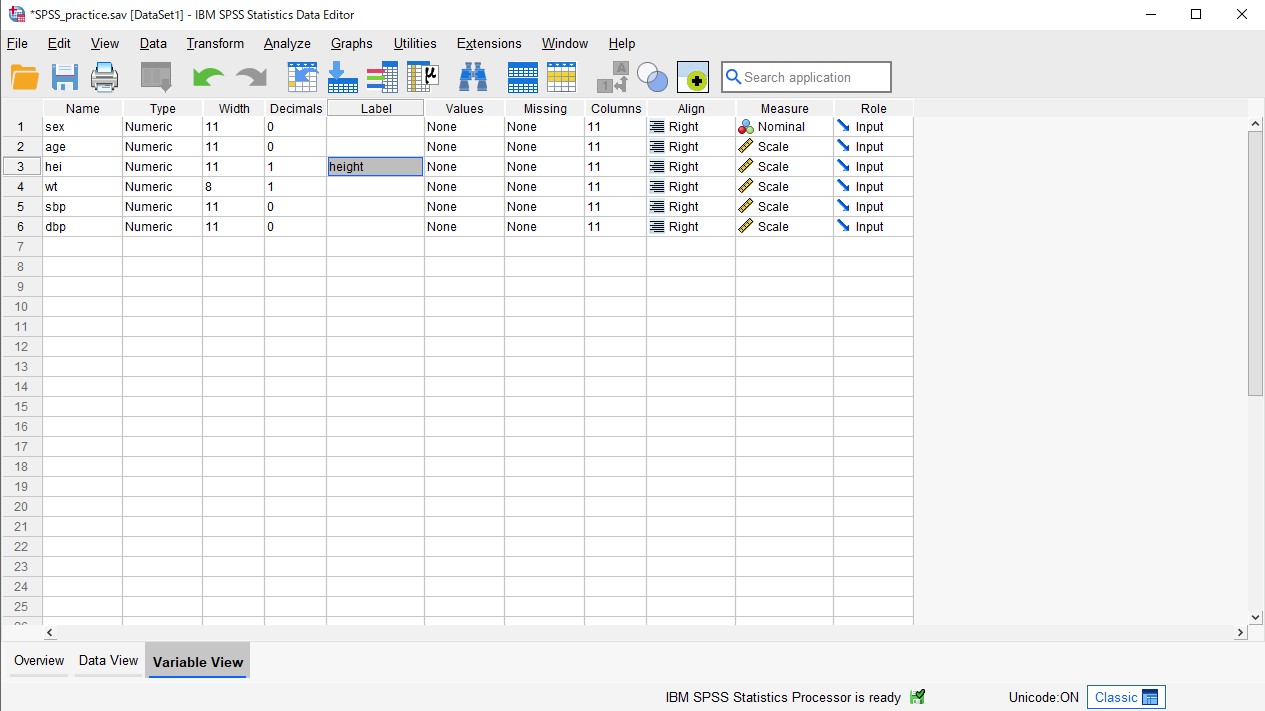 *SPSS_practice.sav [DataSet1] - IBM SPSS Statistics Data Editor
File Edit View Data Transform Analyze Graphs Utilities Extensions Window Help
Search application
Name Type Width Decimals Label Values Missing Columns Align Measure Role
1 sex Numeric 11 0 None None 11 Right Nominal Input
2 age Numeric 11 0 None None 11 Right Scale Input
3 hei Numeric 11 1 height None None 11 Right Scale Input
4 wt Numeric 8 1 None None 11 Right Scale Input
5 sbp Numeric 11 0 None None 11 Right Scale Input
6 dbp Numeric 11 0 None None 11 Right Scale Input
7
8
9
10
11
12
13
14
15
16
17
18
19
20
21
22
23
24
25
Overview Data View Variable View
IBM SPSS Statistics Processor is ready Unicode:ON Classic